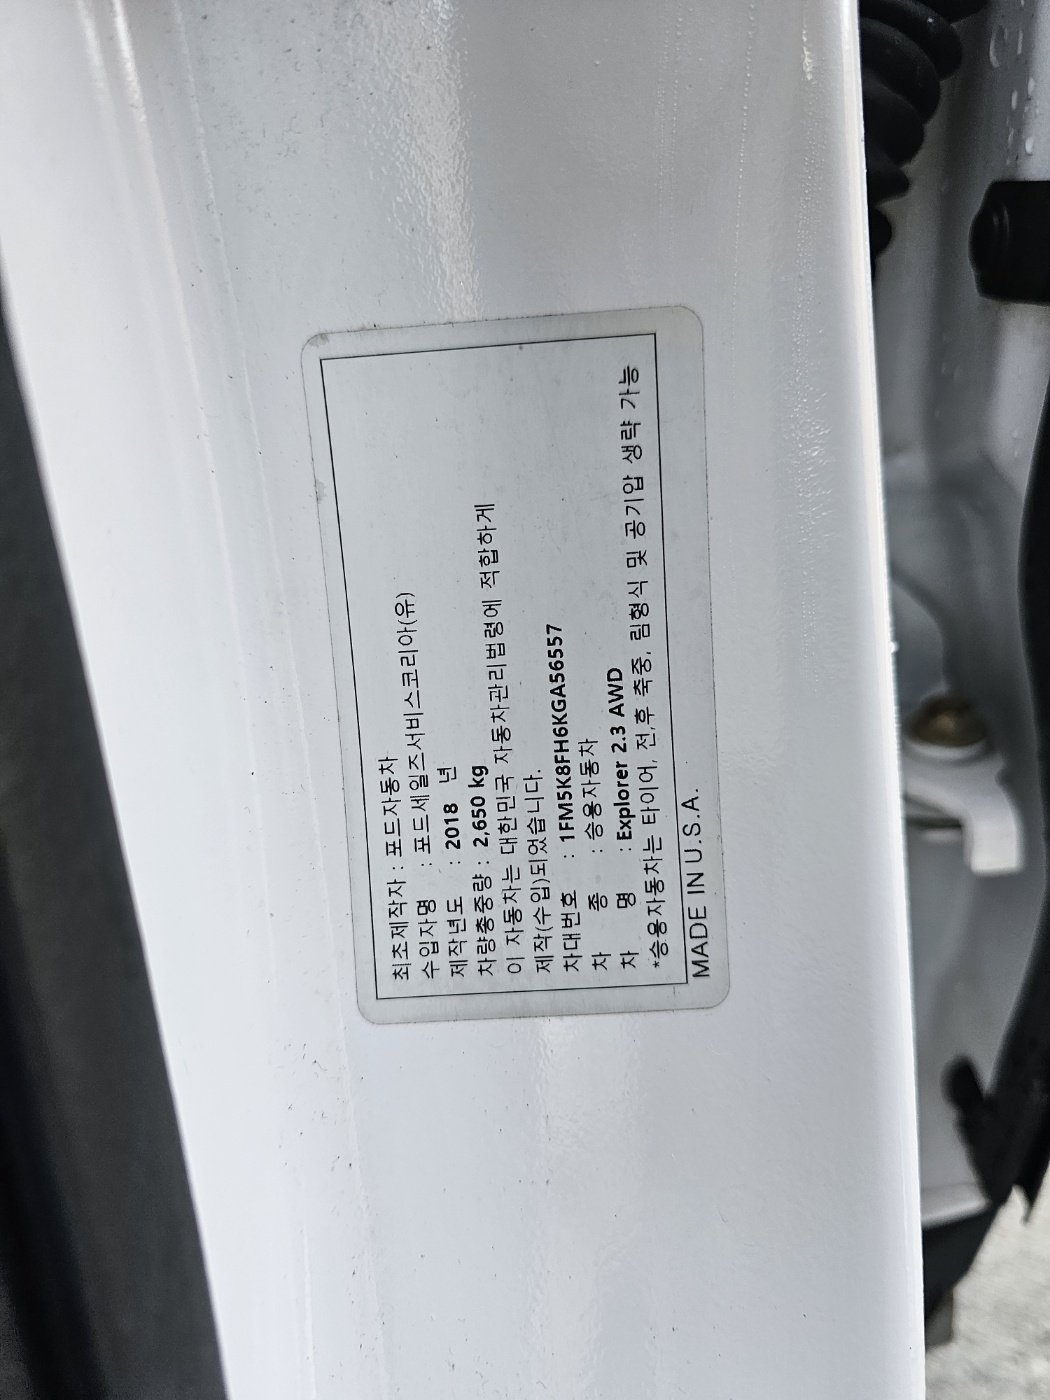 최초제작자 : 포드자동차
수입자명 : 포드세일즈서비스코리아(유)
제작년도 : 2018 년
차량총중량 : 2,650 kg
이 자동차는 대한민국 자동차관리법령에 적합하게
제작(수입)되었습니다.
차대번호 : 1FM5K8FH6KGA56557
차 종 : 승용자동차
차 명 : Explorer 2.3 AWD
*승용자동차는 타이어, 전,후 축중, 림형식 및 공기압 생략 가능
MADE IN U.S.A.